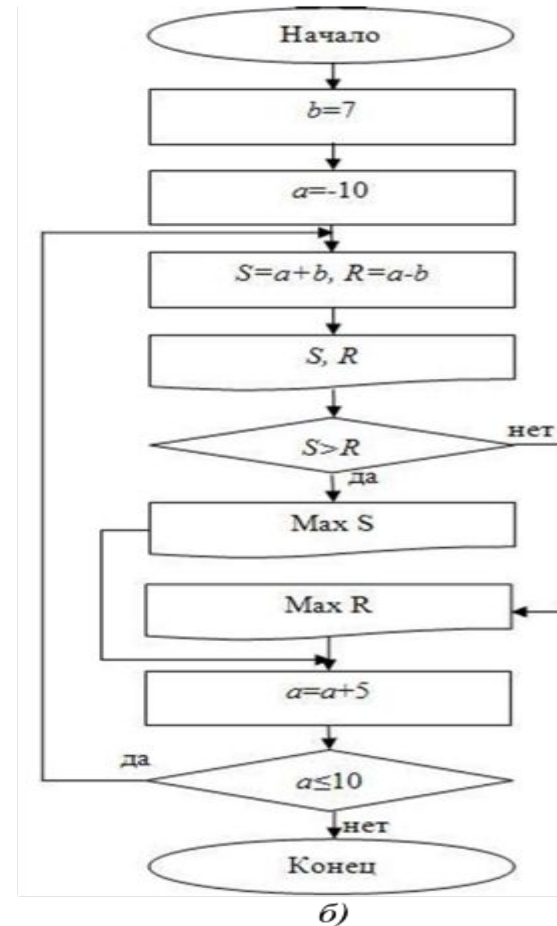 Начало
b=7
a=-10
S=a+b, R=a-b
S, R
S>R
нет
да
Max S
Max R
a=a+5
да
a≤10
нет
Конец
б)